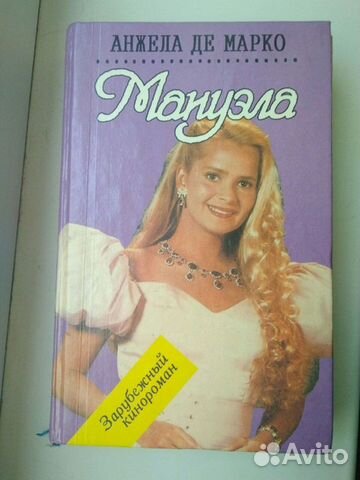 АНЖЕЛА ДЕ МАРКО
Мануэла
Зарубежный
кинороман
Avito